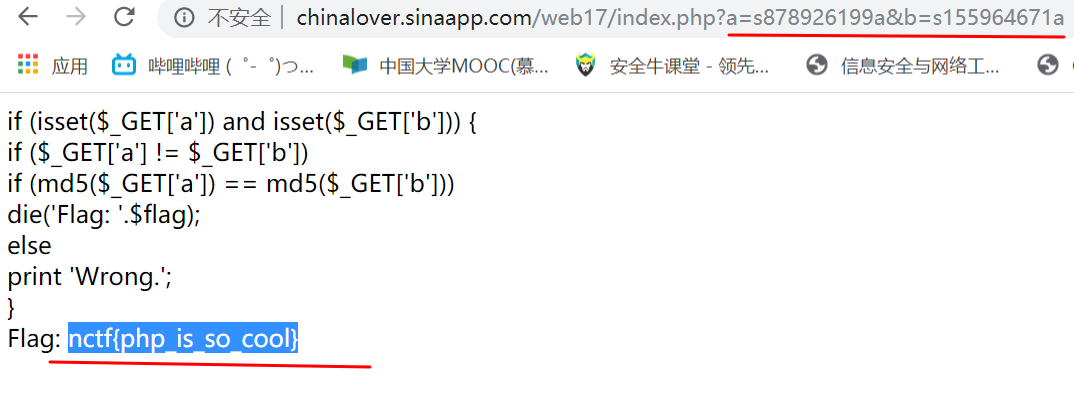 不安全 | chinalover.sinaapp.com/web17/index.php?a=s878926199a&b=s155964671a
应用 哔哩哔哩 (゜-゜)つ... 中国大学MOOC(慕... 安全牛课堂 - 领先... 信息安全与网络工...
if (isset($_GET['a']) and isset($_GET['b'])) {
if ($_GET['a'] != $_GET['b'])
if (md5($_GET['a']) == md5($_GET['b']))
die('Flag: '.$flag);
else
print 'Wrong.';
}
Flag: nctf{php_is_so_cool}